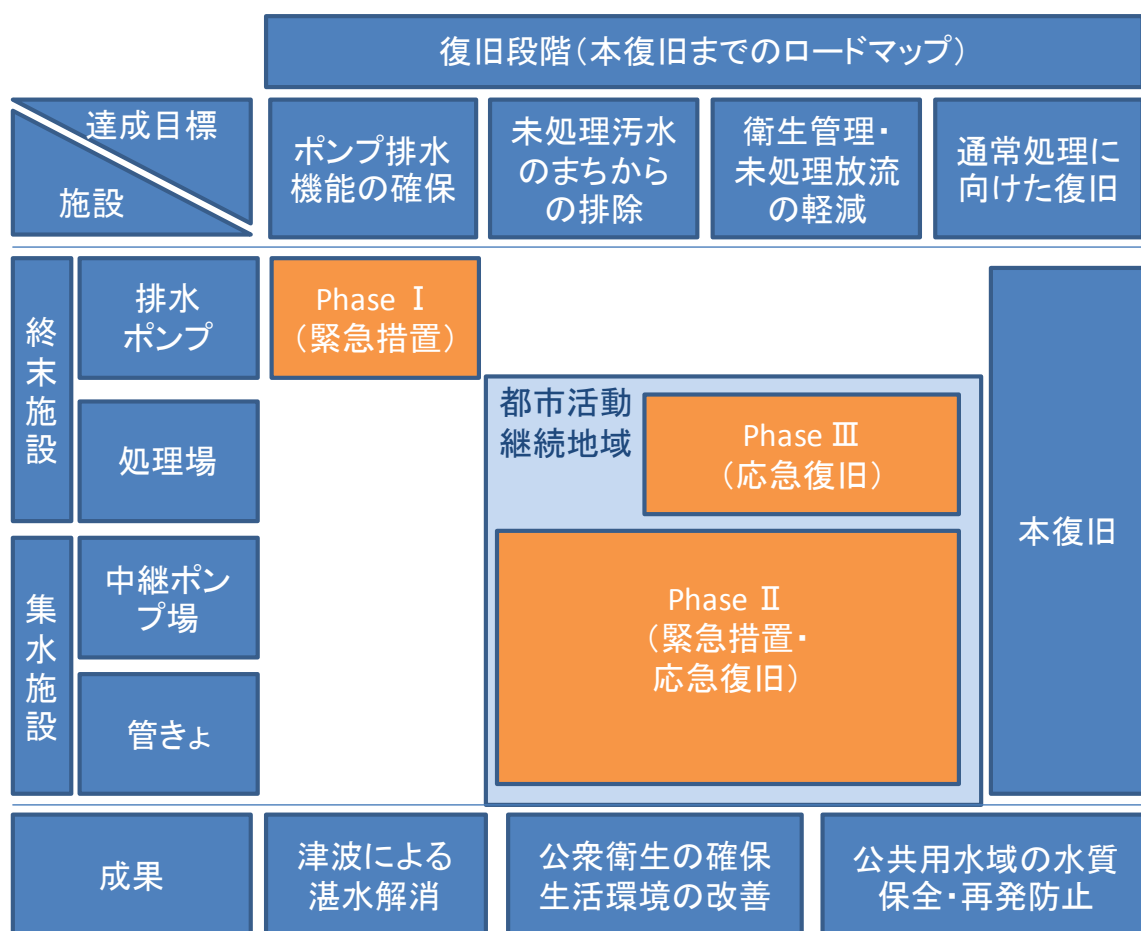 復旧段階（本復旧までのロードマップ）
達成目標
施設
ポンプ排水
機能の確保
未処理汚水
のまちから
の排除
衛生管理・
未処理放流
の軽減
通常処理に
向けた復旧
終末施設
排水
ポンプ
Phase Ⅰ
（緊急措置）
処理場
都市活動
継続地域
Phase Ⅲ
（応急復旧）
本復旧
集水施設
中継ポン
プ場
Phase Ⅱ
（緊急措置・
応急復旧）
管きょ
成果
津波による
湛水解消
公衆衛生の確保
生活環境の改善
公共用水域の水質
保全・再発防止